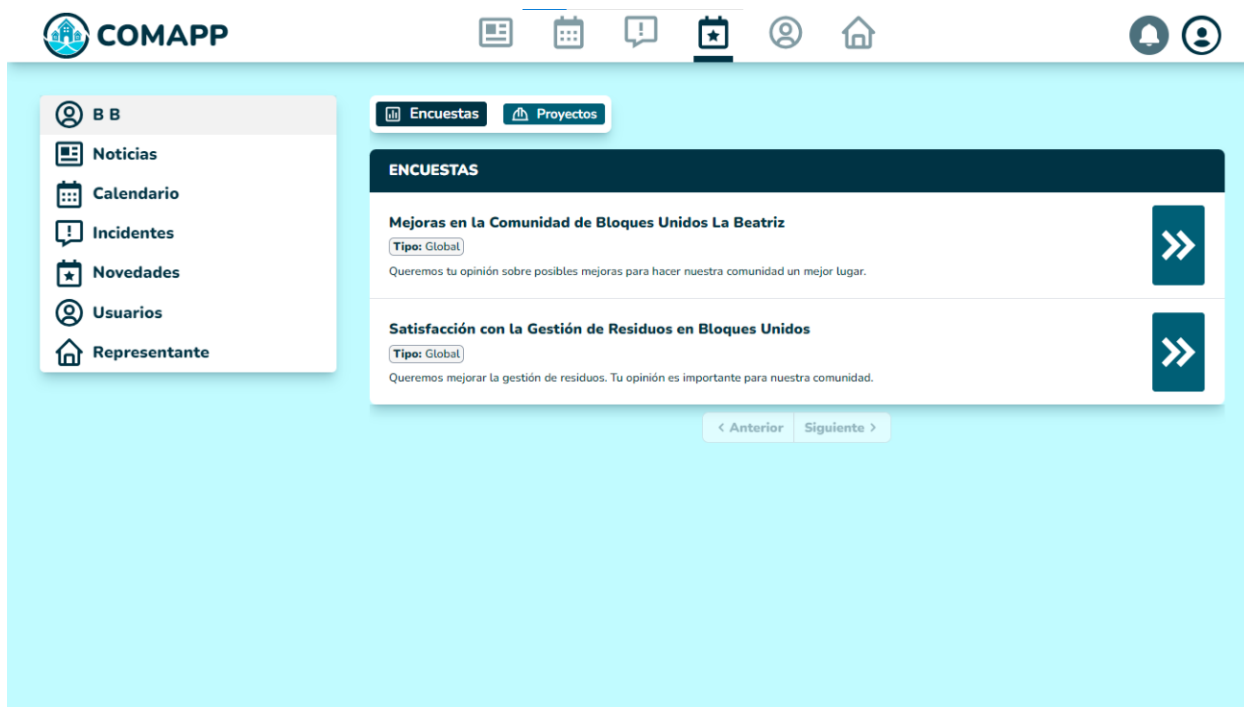 COMAPP
B B
Noticias
Calendario
Incidentes
Novedades
Usuarios
Representante
Encuestas
Proyectos
ENCUESTAS
Mejoras en la Comunidad de Bloques Unidos La Beatriz
Tipo: Global
Queremos tu opinión sobre posibles mejoras para hacer nuestra comunidad un mejor lugar.
Satisfacción con la Gestión de Residuos en Bloques Unidos
Tipo: Global
Queremos mejorar la gestión de residuos. Tu opinión es importante para nuestra comunidad.
< Anterior Siguiente >